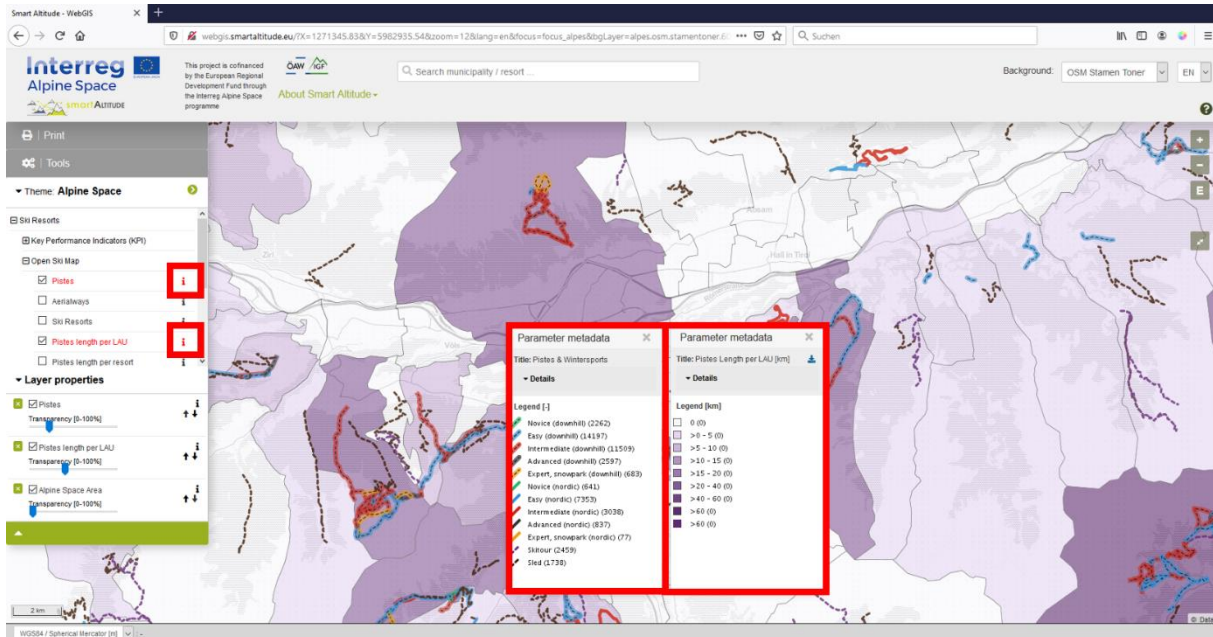 Smart Altitude - WebGIS
webgis.smartaltitude.eu/?X=1271345.83&Y=5982935.54&zoom=12&lang=en&focus=focus_alpes&bgLayer=alpes.osm.stamentoner.
Suchen
Interreg
Alpine Space
smartALTITUDE
This project is cofinanced
by the European Regional
Development Fund through
the Interreg Alpine Space
programme
ÖAW IGF
About Smart Altitude
Search municipality / resort ...
Background: OSM Stamen Toner EN
Print
Tools
Theme: Alpine Space
Ski Resorts
Key Performance Indicators (KPI)
Open Ski Map
Pistes i
Aerialways i
Ski Resorts
Pistes length per LAU i
Pistes length per resort i
Layer properties
Pistes i
Transparency [0-100%]
Pistes length per LAU i
Transparency [0-100%]
Alpine Space Area i
Transparency [0-100%]
Zirl
Absam
Hall in Tirol
Völs
+
-
E
Parameter metadata
Title: Pistes & Wintersports
Details
Legend [-]
Novice (downhill) (2262)
Easy (downhill) (14197)
Intermediate (downhill) (11509)
Advanced (downhill) (2597)
Expert, snowpark (downhill) (683)
Novice (nordic) (641)
Easy (nordic) (7353)
Intermediate (nordic) (3038)
Advanced (nordic) (837)
Expert, snowpark (nordic) (77)
Skitour (2459)
Sled (1738)
Parameter metadata
Title: Pistes Length per LAU [km]
Details
Legend [km]
0 (0)
>0 - 5 (0)
>5 - 10 (0)
>10 - 15 (0)
>15 - 20 (0)
>20 - 40 (0)
>40 - 60 (0)
>60 (0)
>60 (0)
2 km
© Data
WGS84 / Spherical Mercator [m]